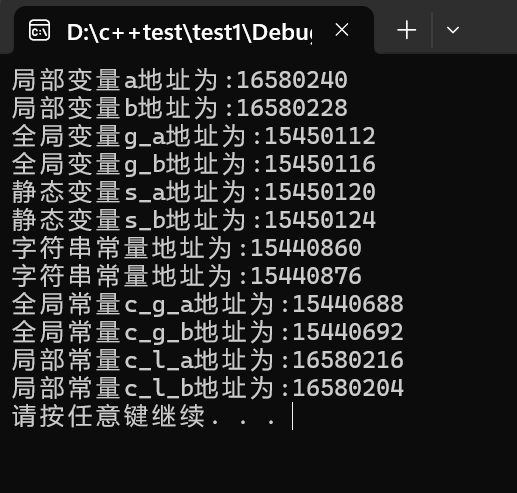 D:\c++test\test1\Debug
局部变量a地址为:16580240
局部变量b地址为:16580228
全局变量g_a地址为:15450112
全局变量g_b地址为:15450116
静态变量s_a地址为:15450120
静态变量s_b地址为:15450124
字符串常量地址为:15440860
字符串常量地址为:15440876
全局常量c_g_a地址为:15440688
全局常量c_g_b地址为:15440692
局部常量c_l_a地址为:16580216
局部常量c_l_b地址为:16580204
请按任意键继续. . .